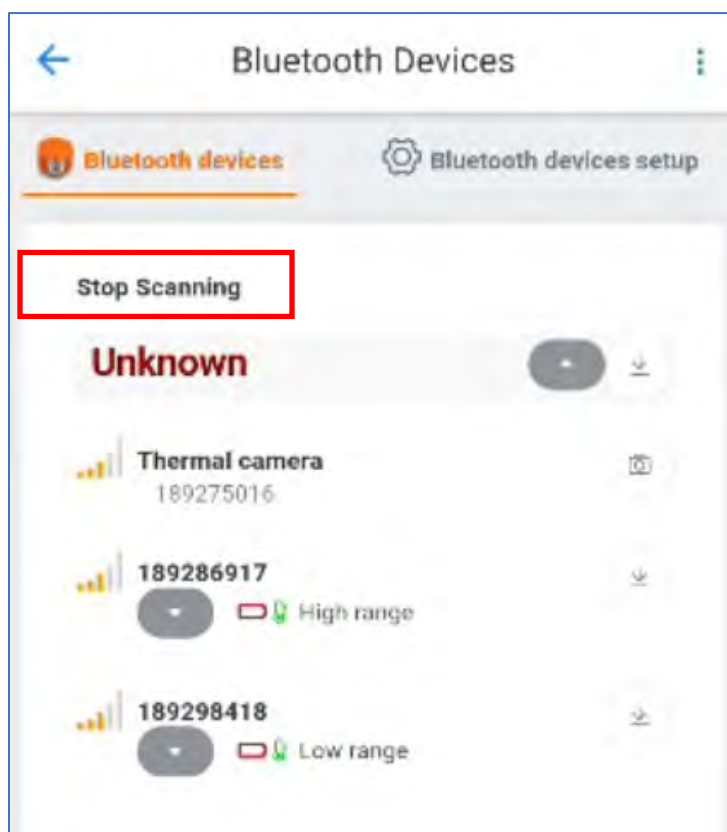 Bluetooth Devices
Bluetooth devices
Bluetooth devices setup
Stop Scanning
Unknown
Thermal camera
189275016
189286917
High range
189298418
Low range